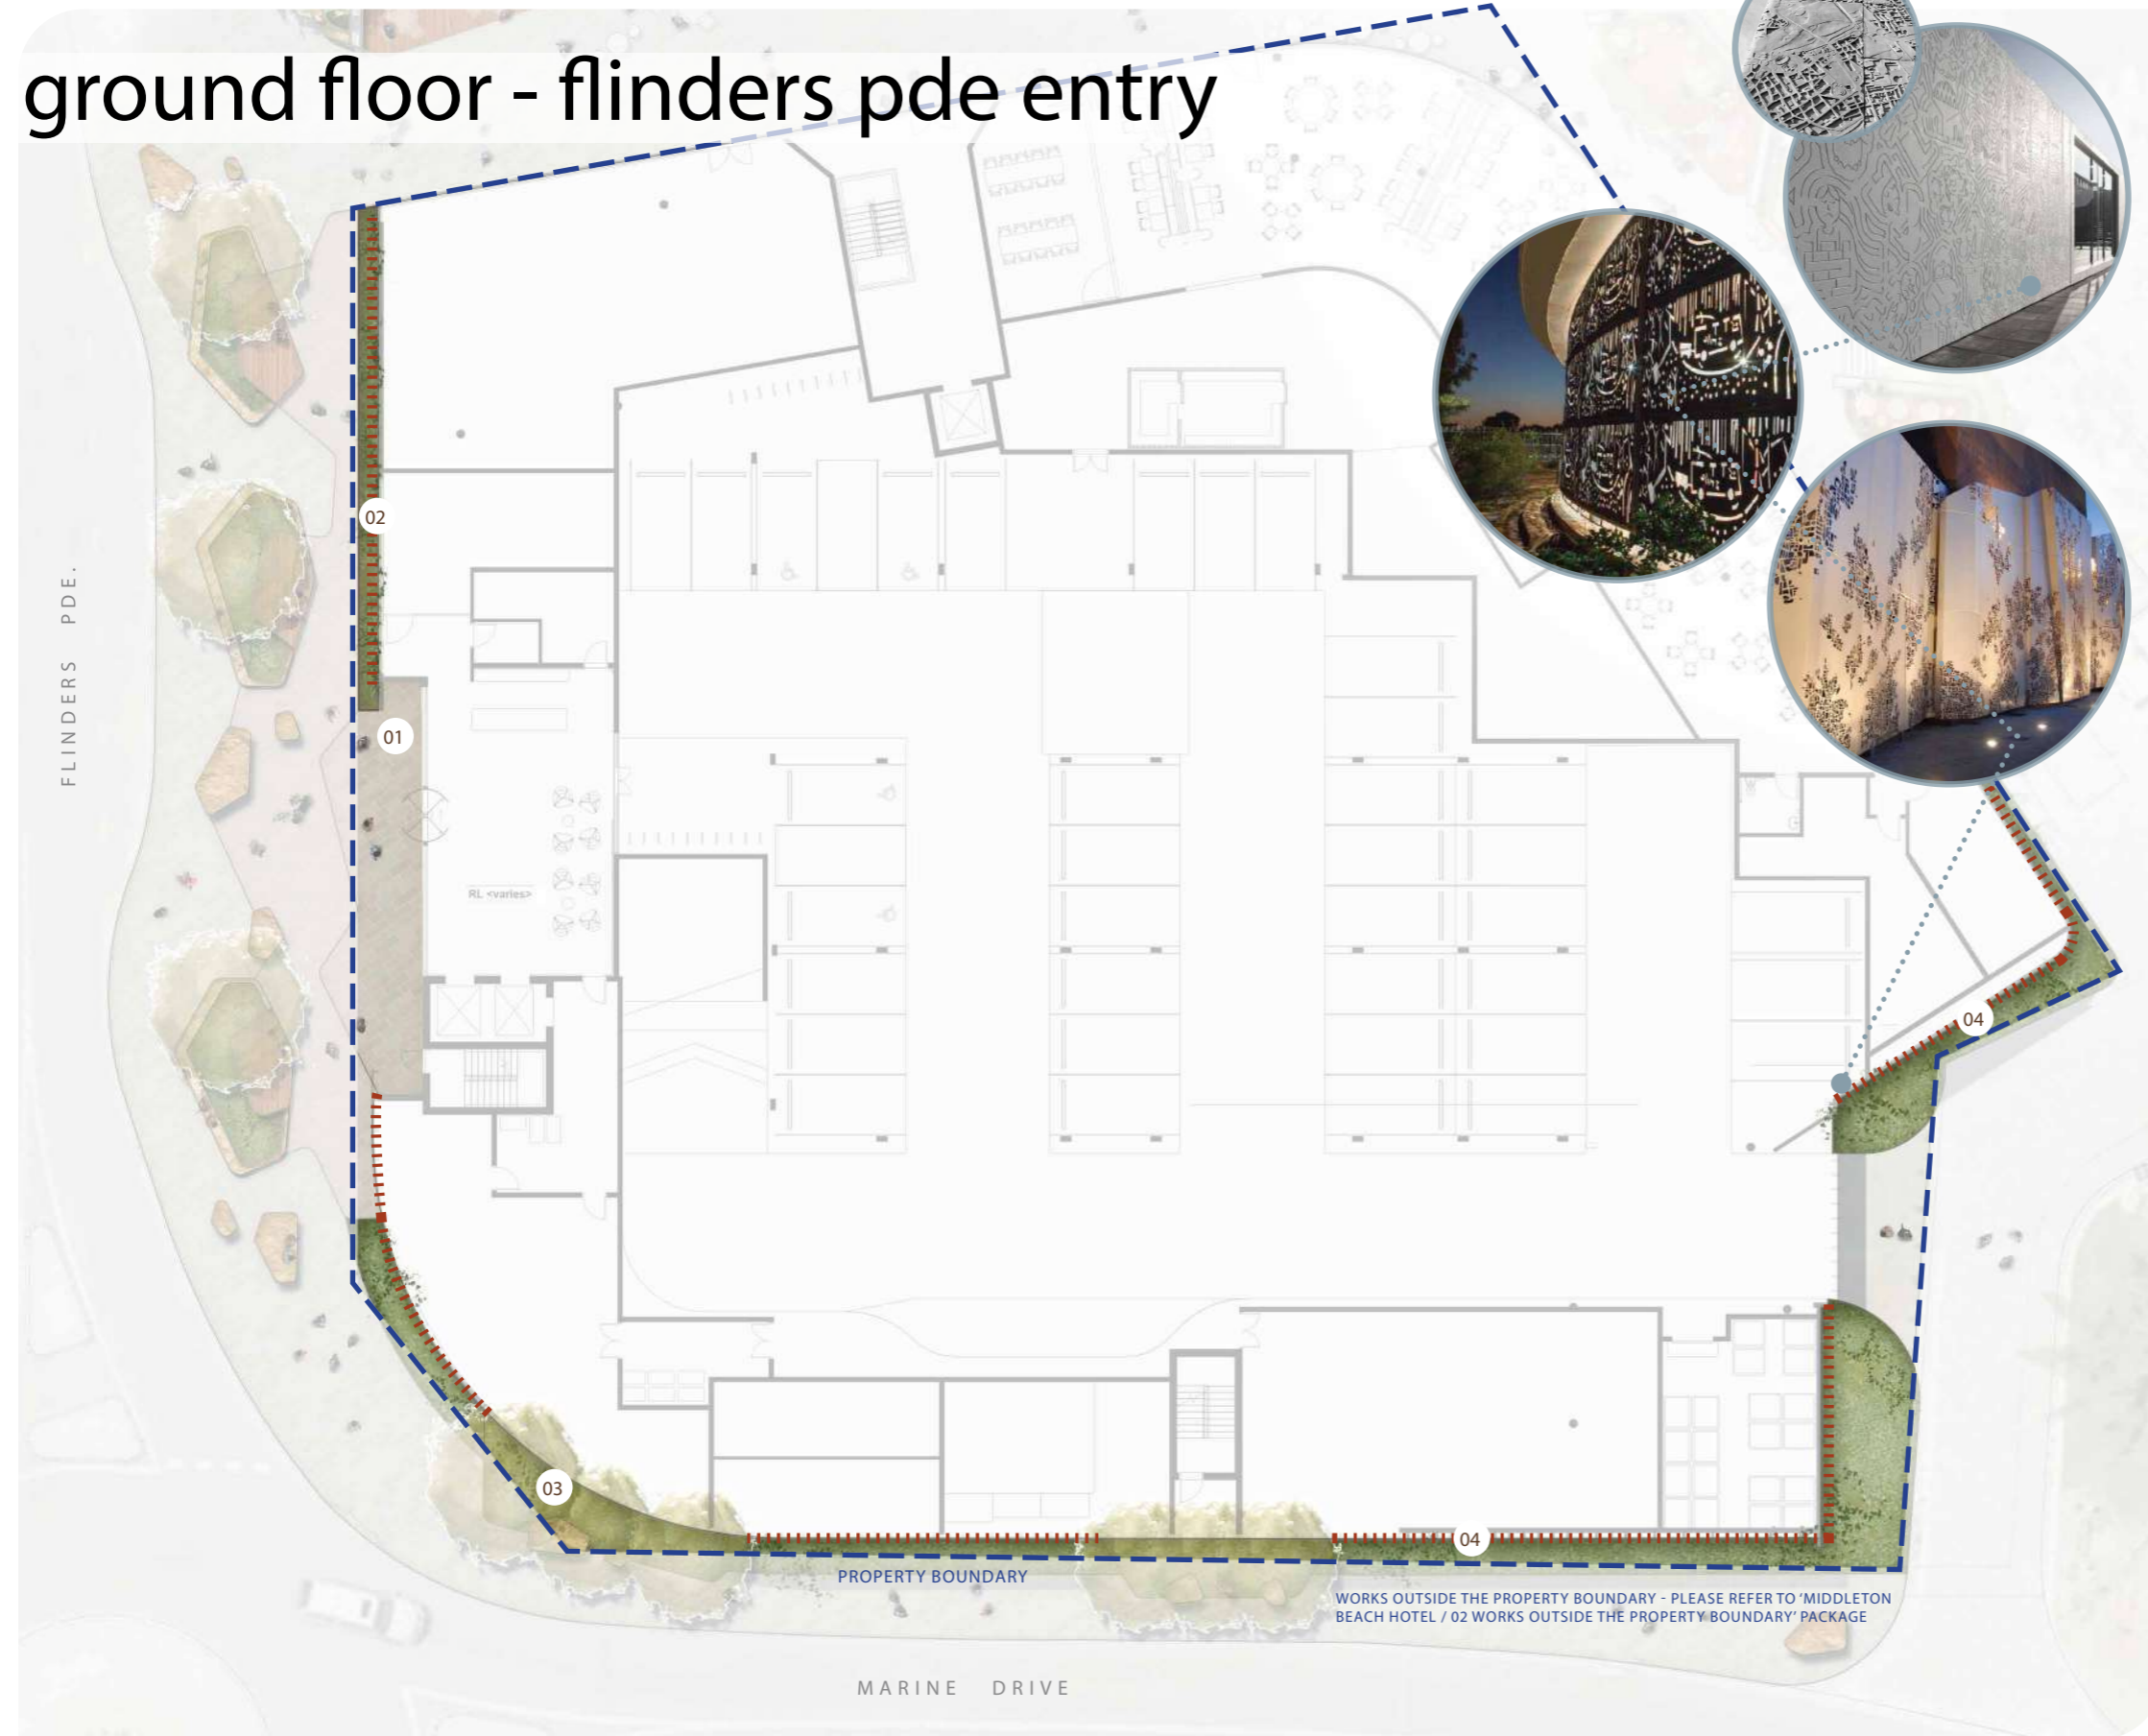 ground floor - flinders pde entry
FLINDERS PDE.
02
01
RL <varies>
04
03
04
PROPERTY BOUNDARY
WORKS OUTSIDE THE PROPERTY BOUNDARY - PLEASE REFER TO 'MIDDLETON
BEACH HOTEL / 02 WORKS OUTSIDE THE PROPERTY BOUNDARY' PACKAGE
MARINE DRIVE